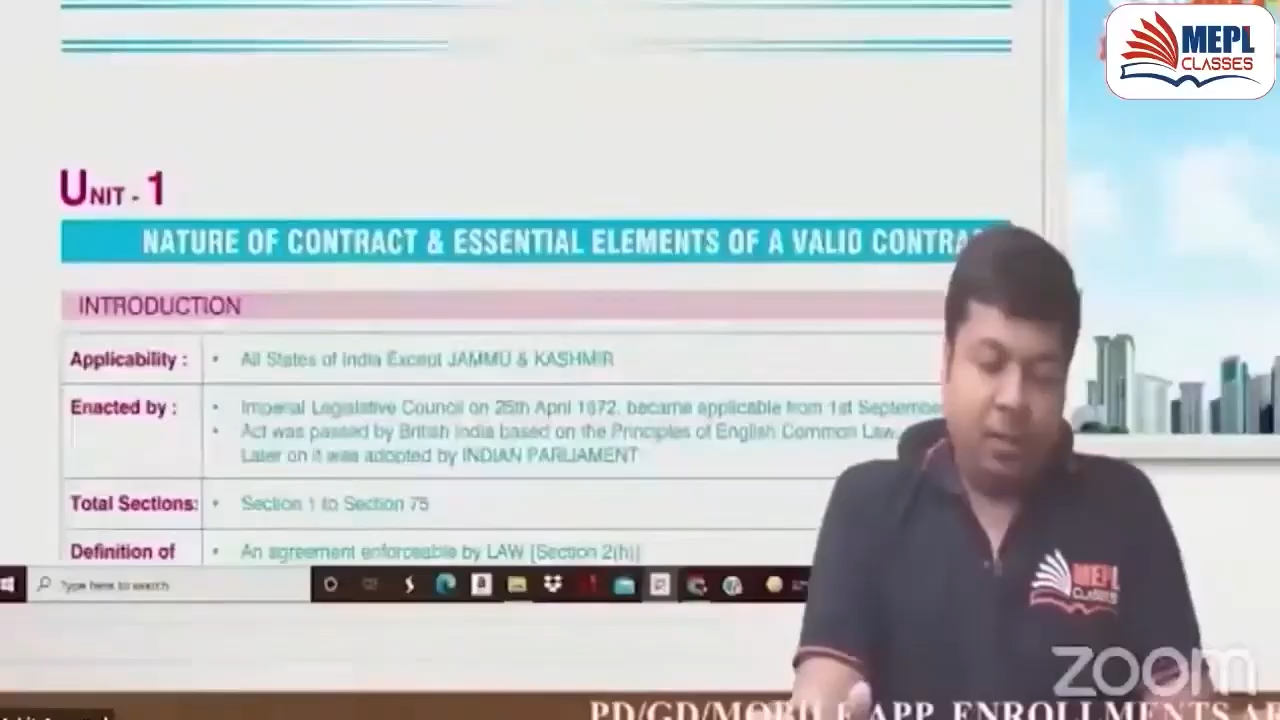 MEPL
CLASSES
UNIT - 1
NATURE OF CONTRACT & ESSENTIAL ELEMENTS OF A VALID
INTRODUCTION
Applicability : • All States of India Except JAMMU & KASHMIR
Enacted by : • Imperial Legislative Council on 25th April 1872, became applicable from 1st
• Act was passed by British India based on the Principles of English Common Law.
Later on it was adopted by INDIAN PARLIAMENT
Total Sections: • Section 1 to Section 75
Definition of • An agreement enforceable by LAW [Section 2(h)]
Type here to search
MEPL
CLASSES
zoom
PD/GD/MOBILE APP ENROLLMENTS